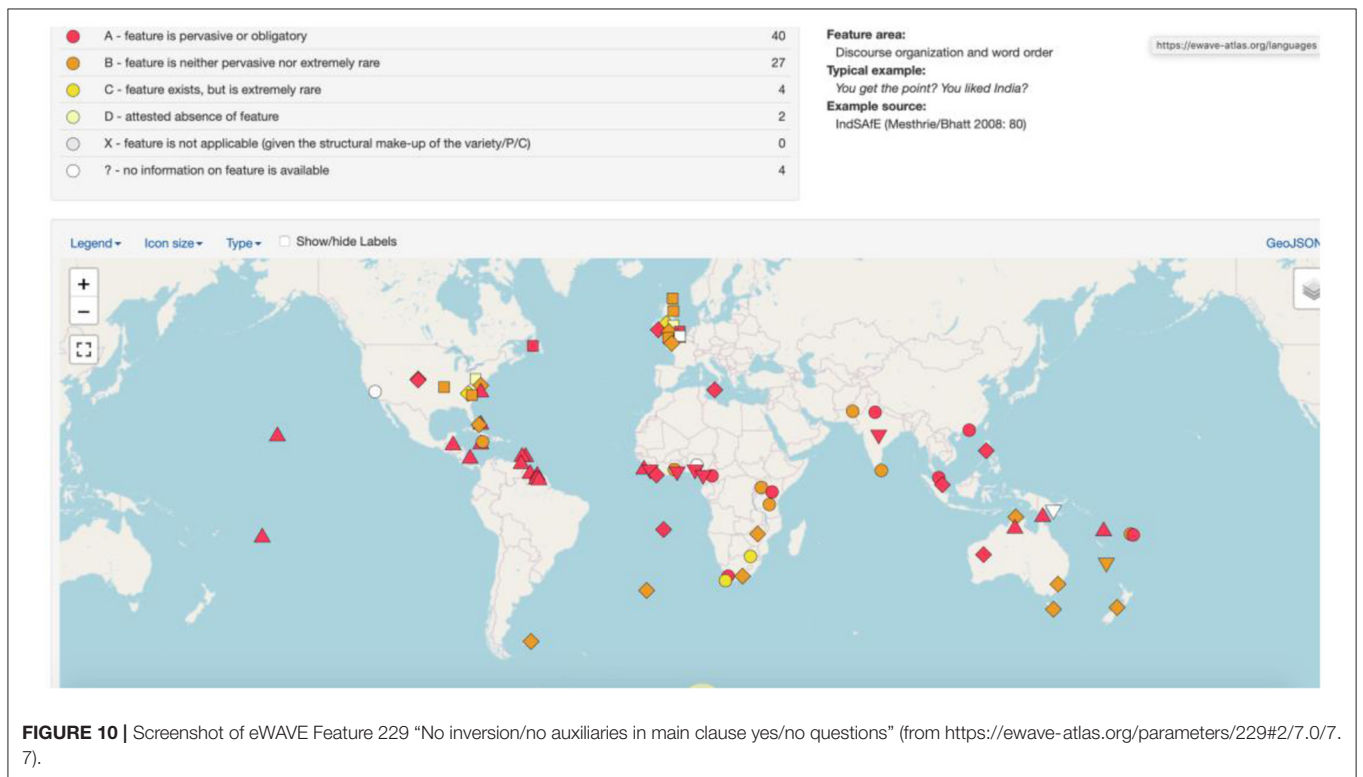 A - feature is pervasive or obligatory 40
B - feature is neither pervasive nor extremely rare 27
C - feature exists, but is extremely rare 4
D - attested absence of feature 2
X - feature is not applicable (given the structural make-up of the variety/P/C) 0
? - no information on feature is available 4
Feature area:
Discourse organization and word order
Typical example:
You get the point? You liked India?
Example source:
IndSAfE (Mesthrie/Bhatt 2008: 80)
https://ewave-atlas.org/languages
Legend Icon size Type Show/hide Labels GeoJSON
+
−
FIGURE 10 | Screenshot of eWAVE Feature 229 “No inversion/no auxiliaries in main clause yes/no questions” (from https://ewave-atlas.org/parameters/229#2/7.0/7.
7).